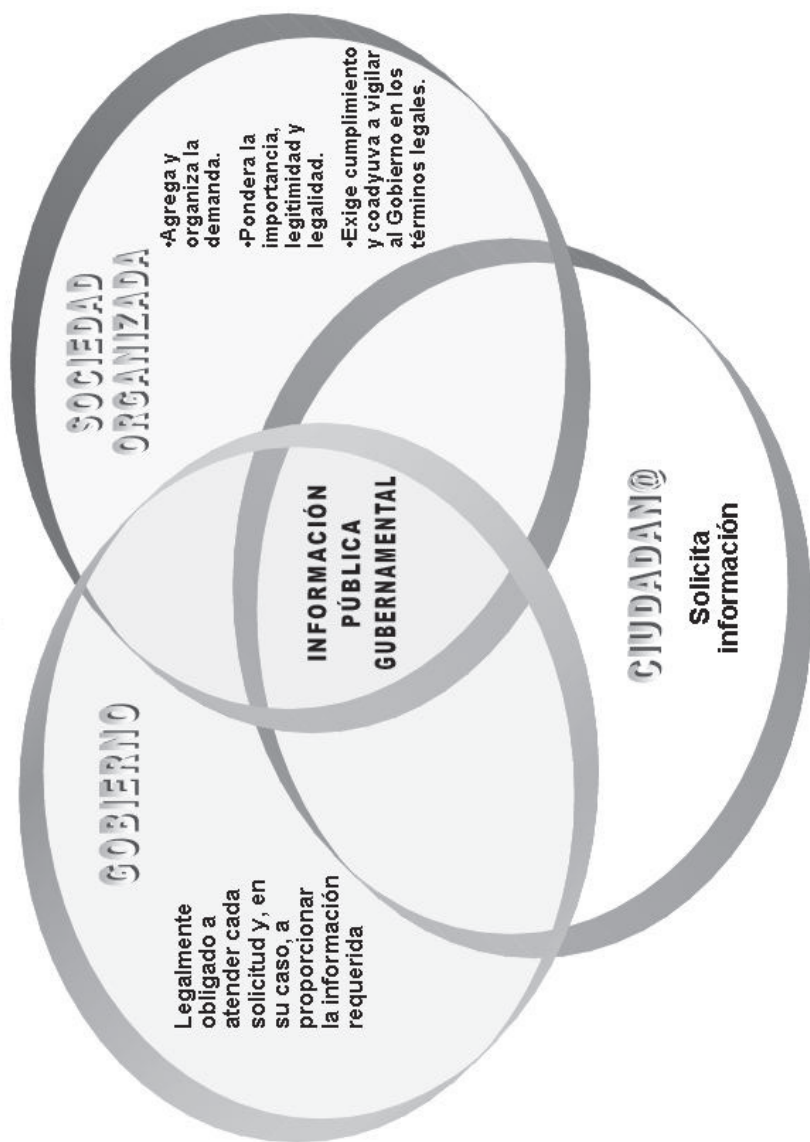 GOBIERNO
Legalmente
obligado a
atender cada
solicitud y, en
su caso, a
proporcionar
la información
requerida
SOCIEDAD
ORGANIZADA
•Agrega y
organiza la
demanda.
•Pondera la
importancia,
legitimidad y
legalidad.
•Exige cumplimiento
y coadyuva a vigilar
al Gobierno en los
términos legales.
INFORMACIÓN
PÚBLICA
GUBERNAMENTAL
CIUDADAN@
Solicita
información